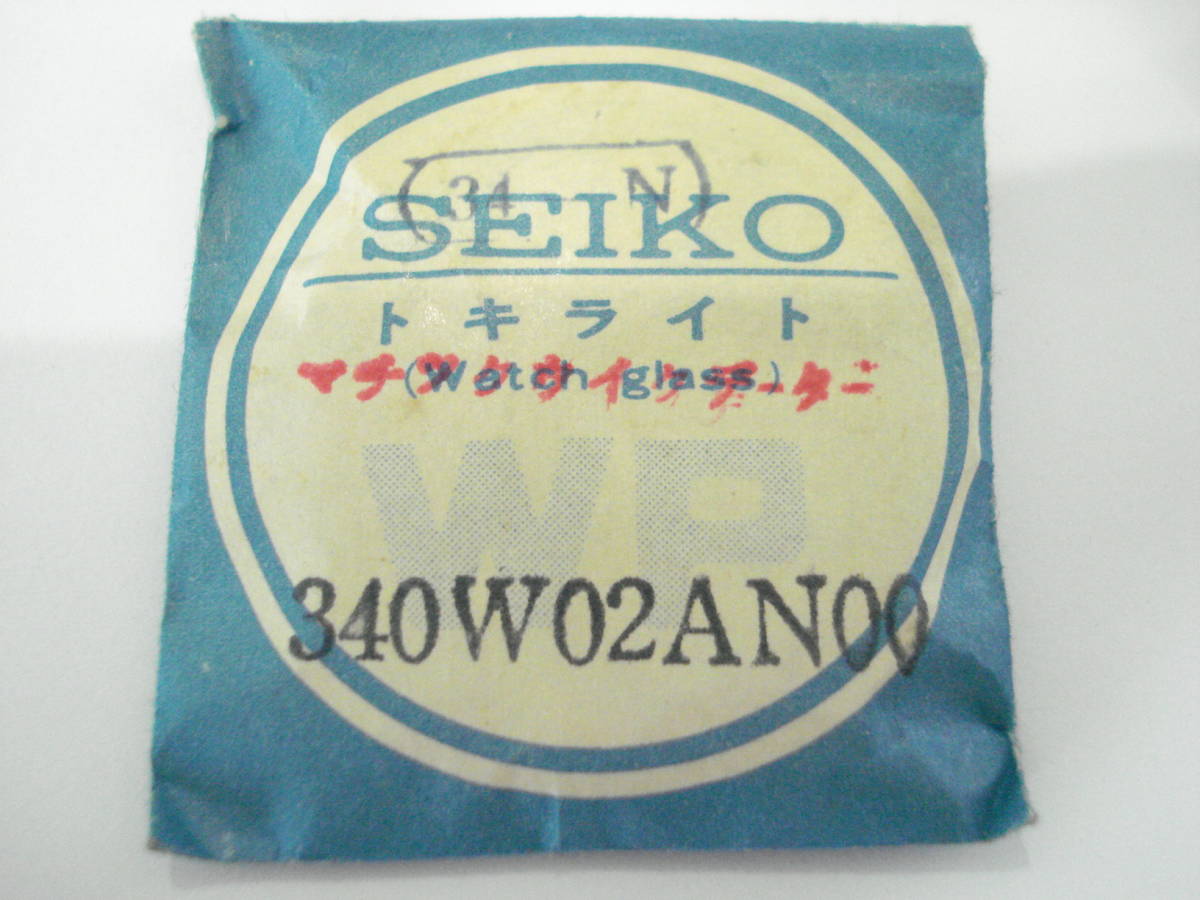 34 N
SEIKO
トキライト
(Watch glass)
WP
340W02AN00